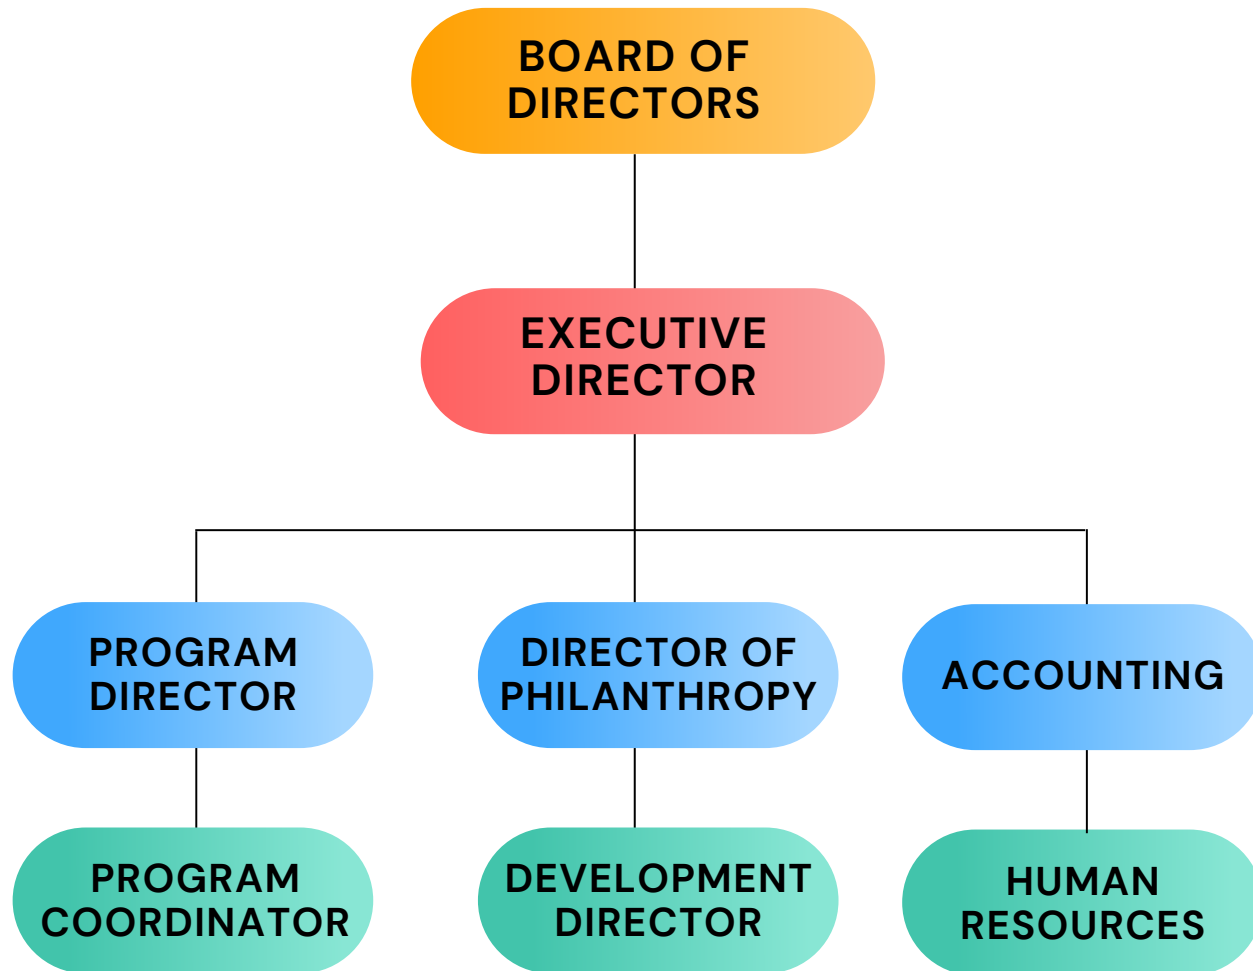 BOARD OF
DIRECTORS
EXECUTIVE
DIRECTOR
PROGRAM
DIRECTOR
DIRECTOR OF
PHILANTHROPY
ACCOUNTING
PROGRAM
COORDINATOR
DEVELOPMENT
DIRECTOR
HUMAN
RESOURCES